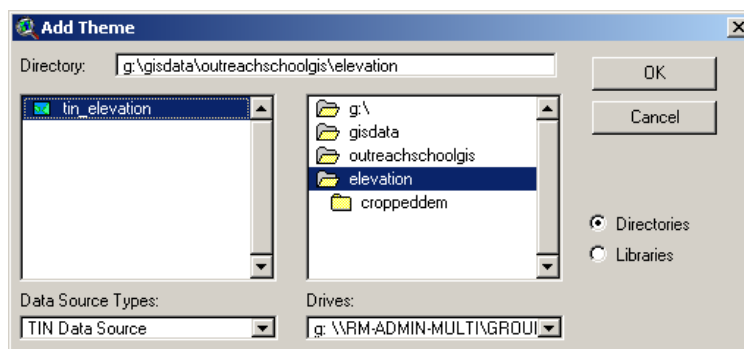 Add Theme
Directory: g:\gisdata\outreachschoolgis\elevation
OK
Cancel
tin_elevation
g:\
gisdata
outreachschoolgis
elevation
croppeddem
Directories
Libraries
Data Source Types:
TIN Data Source
Drives:
g: \\RM-ADMIN-MULTI\GROUI